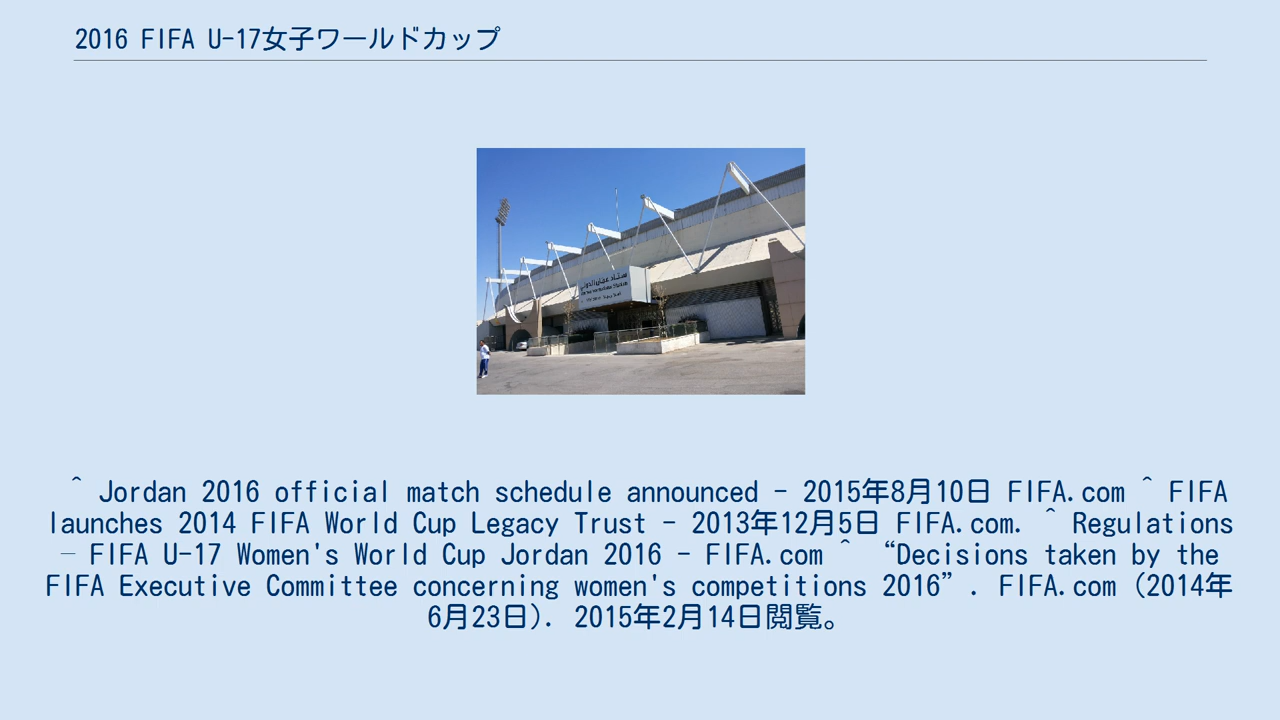 2016 FIFA U-17女子ワールドカップ
ستاد عمان الدولي
^ Jordan 2016 official match schedule announced - 2015年8月10日 FIFA.com ^ FIFA
launches 2014 FIFA World Cup Legacy Trust - 2013年12月5日 FIFA.com. ^ Regulations
– FIFA U-17 Women's World Cup Jordan 2016 - FIFA.com ^ “Decisions taken by the
FIFA Executive Committee concerning women's competitions 2016”. FIFA.com (2014年
6月23日). 2015年2月14日閲覧。